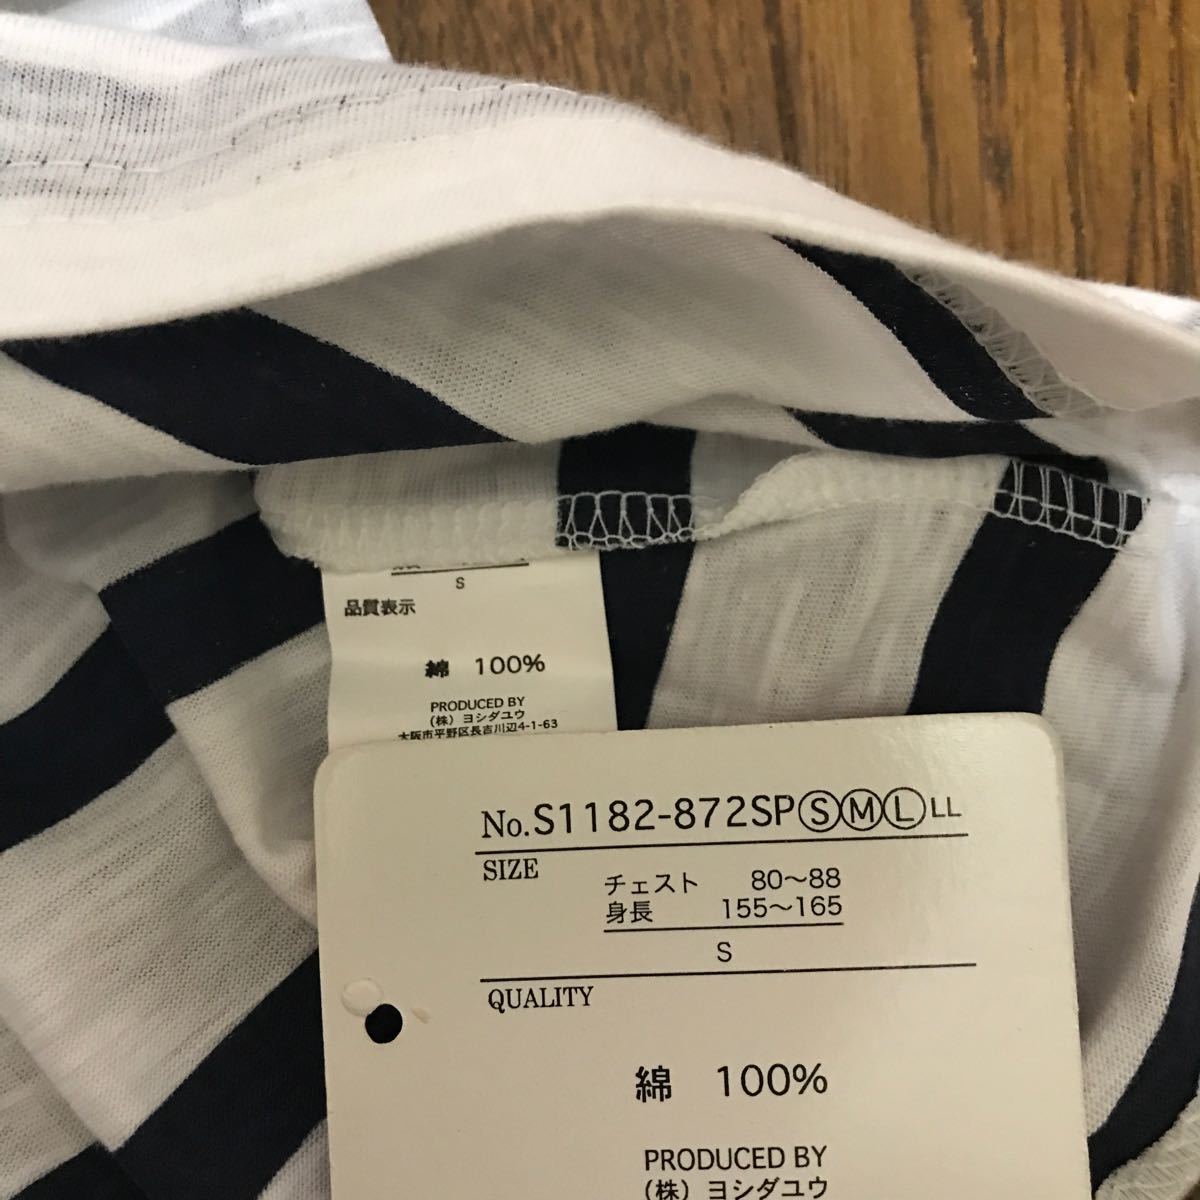 S
品質表示
綿 100%
PRODUCED BY
(株) ヨシダユウ
大阪市平野区長吉川辺4-1-63
No.S1182-872SPⓈⓂⓁLL
SIZE
チェスト 80〜88
身長 155〜165
S
QUALITY
綿 100%
PRODUCED BY
(株) ヨシダユウ